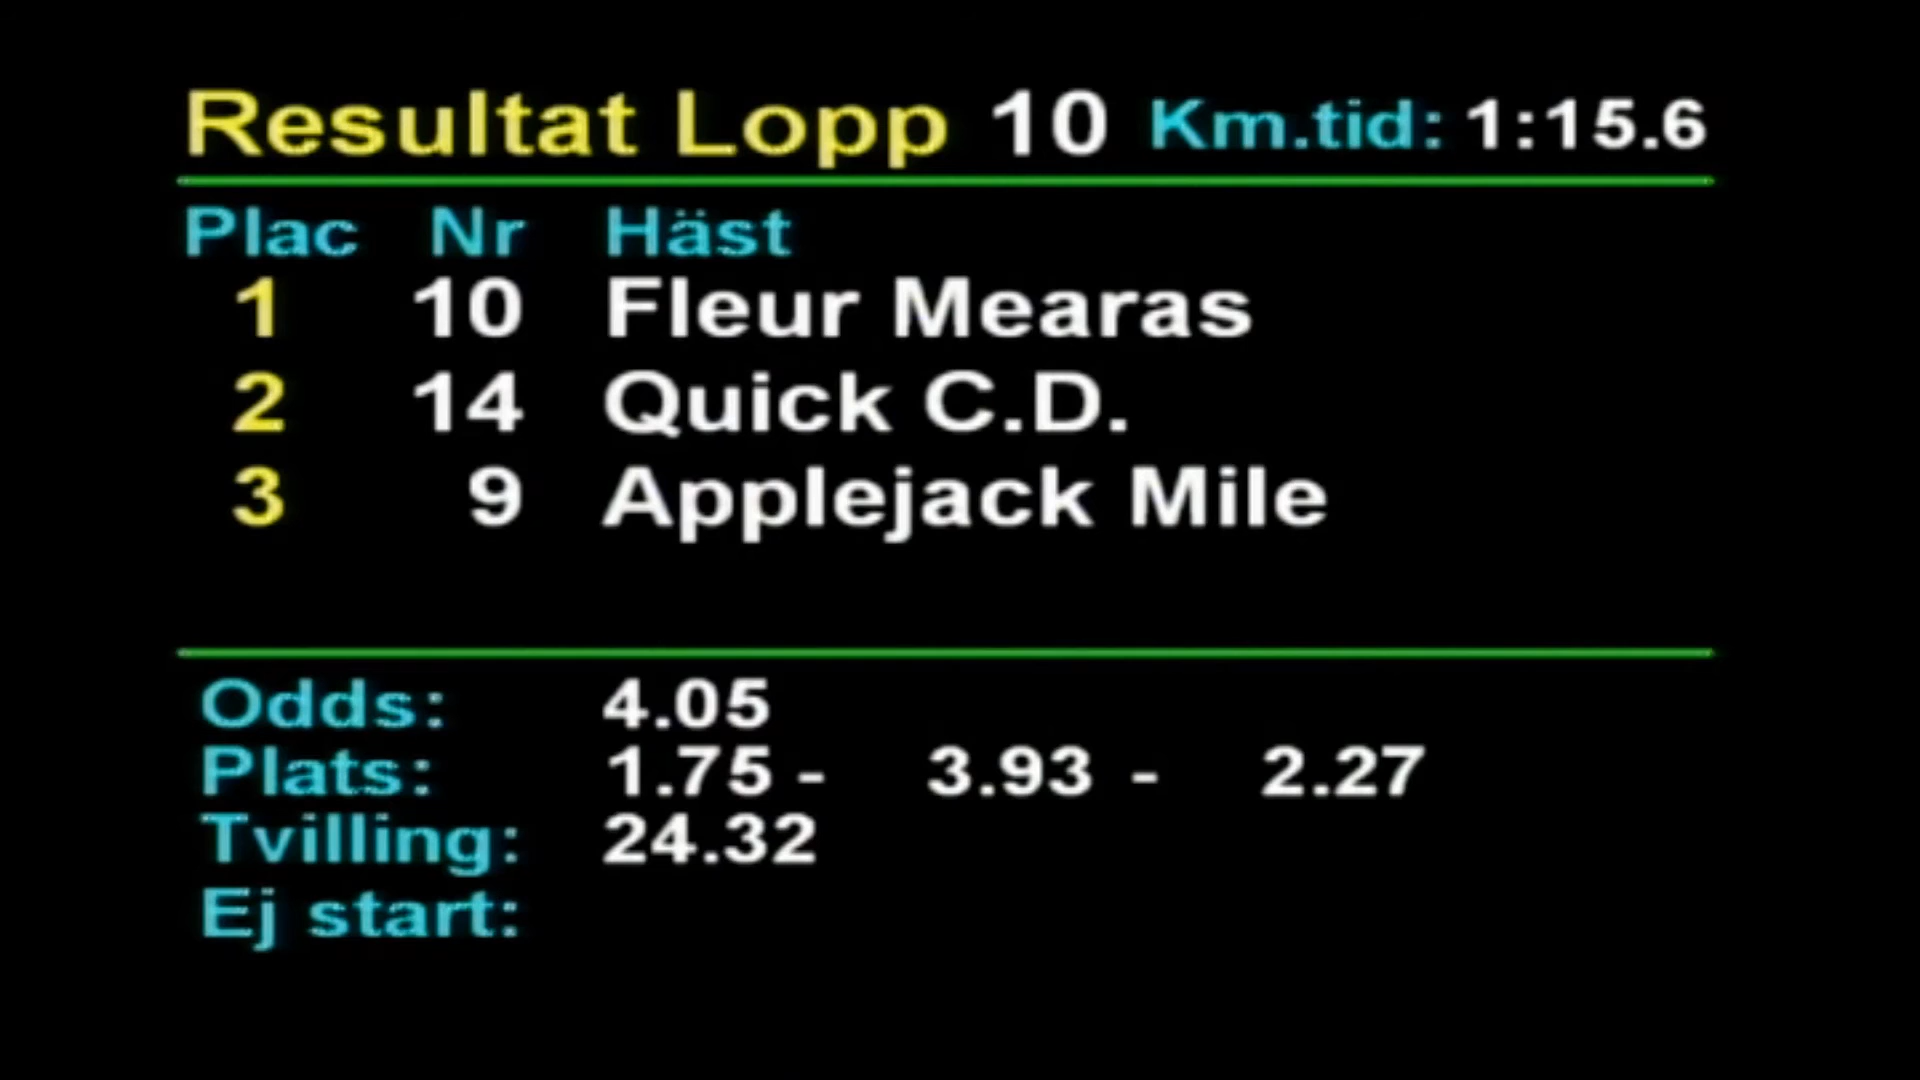 Resultat Lopp 10 Km.tid: 1:15.6
Plac Nr Häst
1 10 Fleur Mearas
2 14 Quick C.D.
3 9 Applejack Mile
Odds: 4.05
Plats: 1.75 - 3.93 - 2.27
Tvilling: 24.32
Ej start: